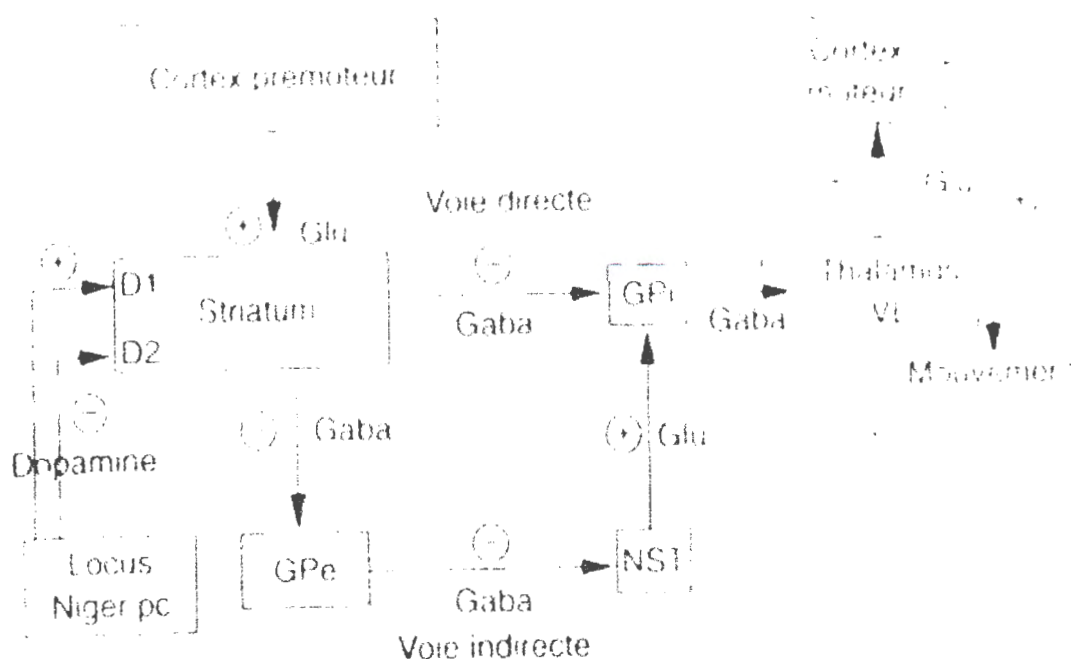 Cortex prémoteur
Cortex
moteur
Voie directe
+
Glu
Glu
+
D1
Striatum
−
Gaba
GPi
Gaba
Thalamus
D2
−
Dopamine
Gaba
+
Glu
Mouvement
Locus
Niger pc
GPe
−
Gaba
NST
Voie indirecte